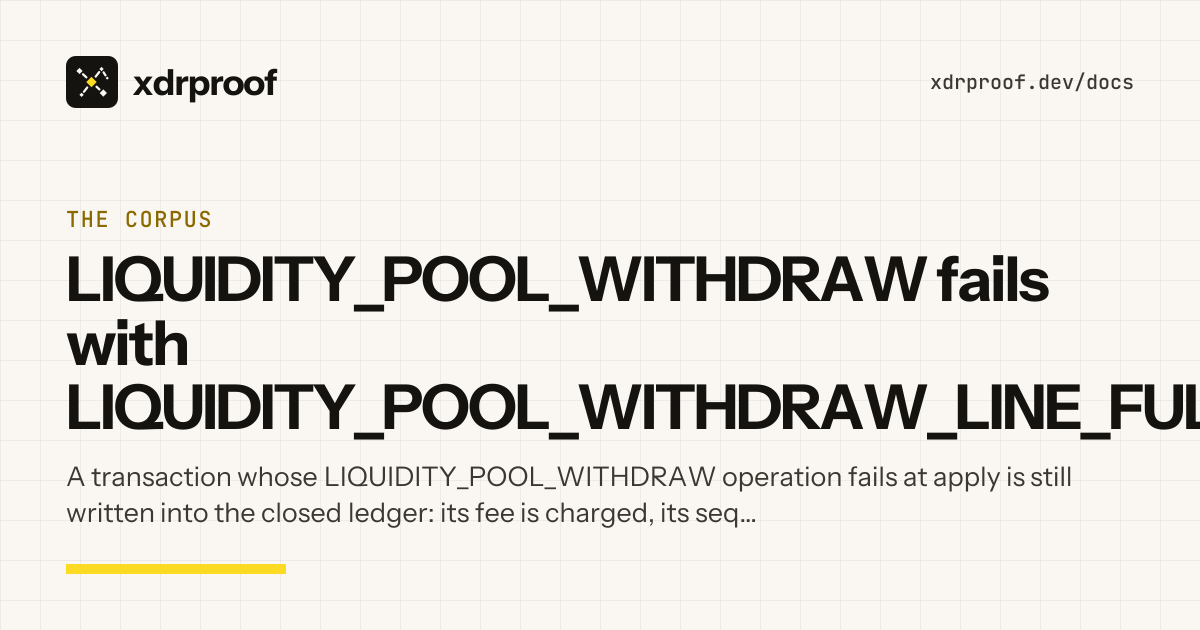 xdrproof
xdrproof.dev/docs
THE CORPUS
LIQUIDITY_POOL_WITHDRAW fails
with
LIQUIDITY_POOL_WITHDRAW_LINE_FUL
A transaction whose LIQUIDITY_POOL_WITHDRAW operation fails at apply is still
written into the closed ledger: its fee is charged, its seq…